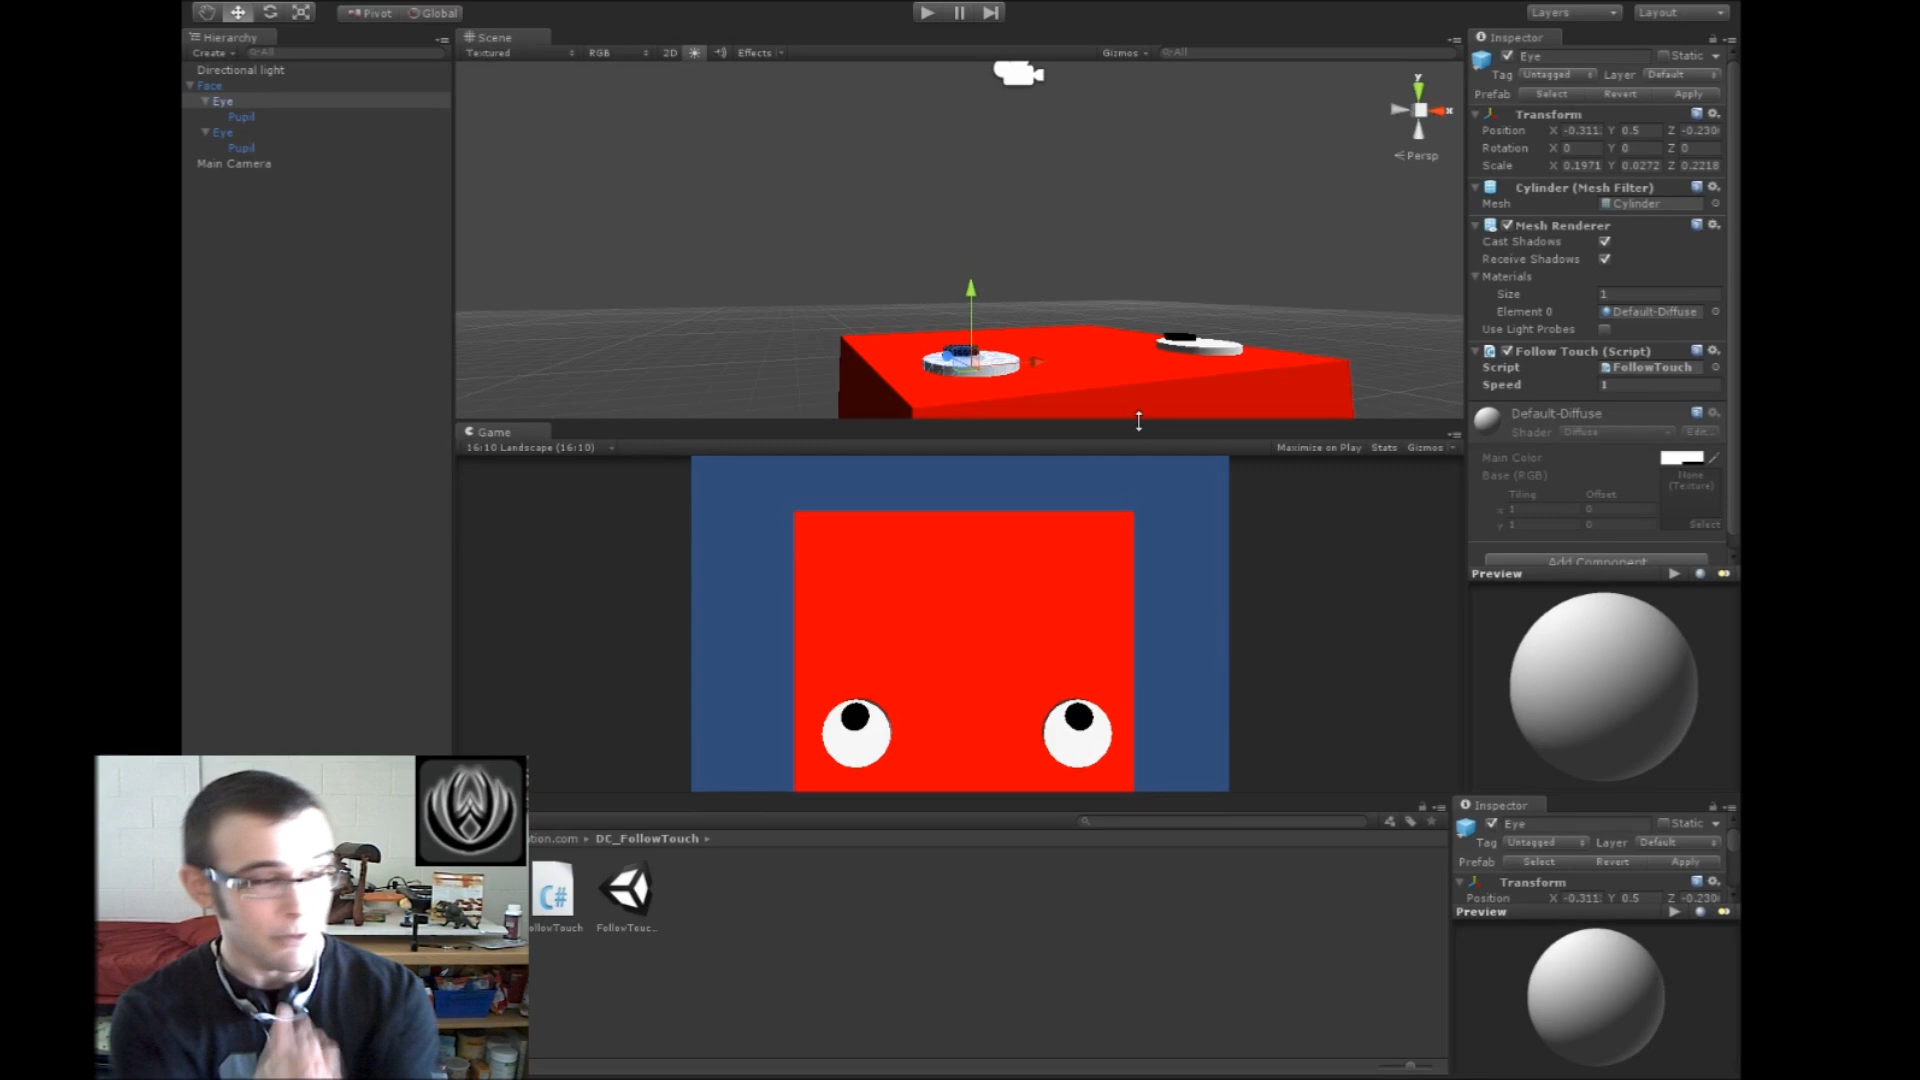 Pivot Global Layers Layout
Hierarchy
Create All
Directional light
Face
Eye
Pupil
Eye
Pupil
Main Camera
Scene
Textured RGB 2D Effects Gizmos All
y
x
Persp
Game
16:10 Landscape (16:10) Maximize on Play Stats Gizmos
Inspector
Eye Static
Tag Untagged Layer Default
Prefab Select Revert Apply
Transform
Position X -0.311 Y 0.5 Z -0.230
Rotation X 0 Y 0 Z 0
Scale X 0.1971 Y 0.0272 Z 0.2218
Cylinder (Mesh Filter)
Mesh Cylinder
Mesh Renderer
Cast Shadows
Receive Shadows
Materials
Size 1
Element 0 Default-Diffuse
Use Light Probes
Follow Touch (Script)
Script FollowTouch
Speed 1
Default-Diffuse
Shader Diffuse Edit...
Main Color
Base (RGB) None
(Texture)
Tiling Offset
x 1 0
y 1 0
Select
Add Component
Preview
tion.com DC_FollowTouch
C#
ollowTouch FollowTouc...
Inspector
Eye Static
Tag Untagged Layer Default
Prefab Select Revert Apply
Transform
Position X -0.311 Y 0.5 Z -0.230
Preview